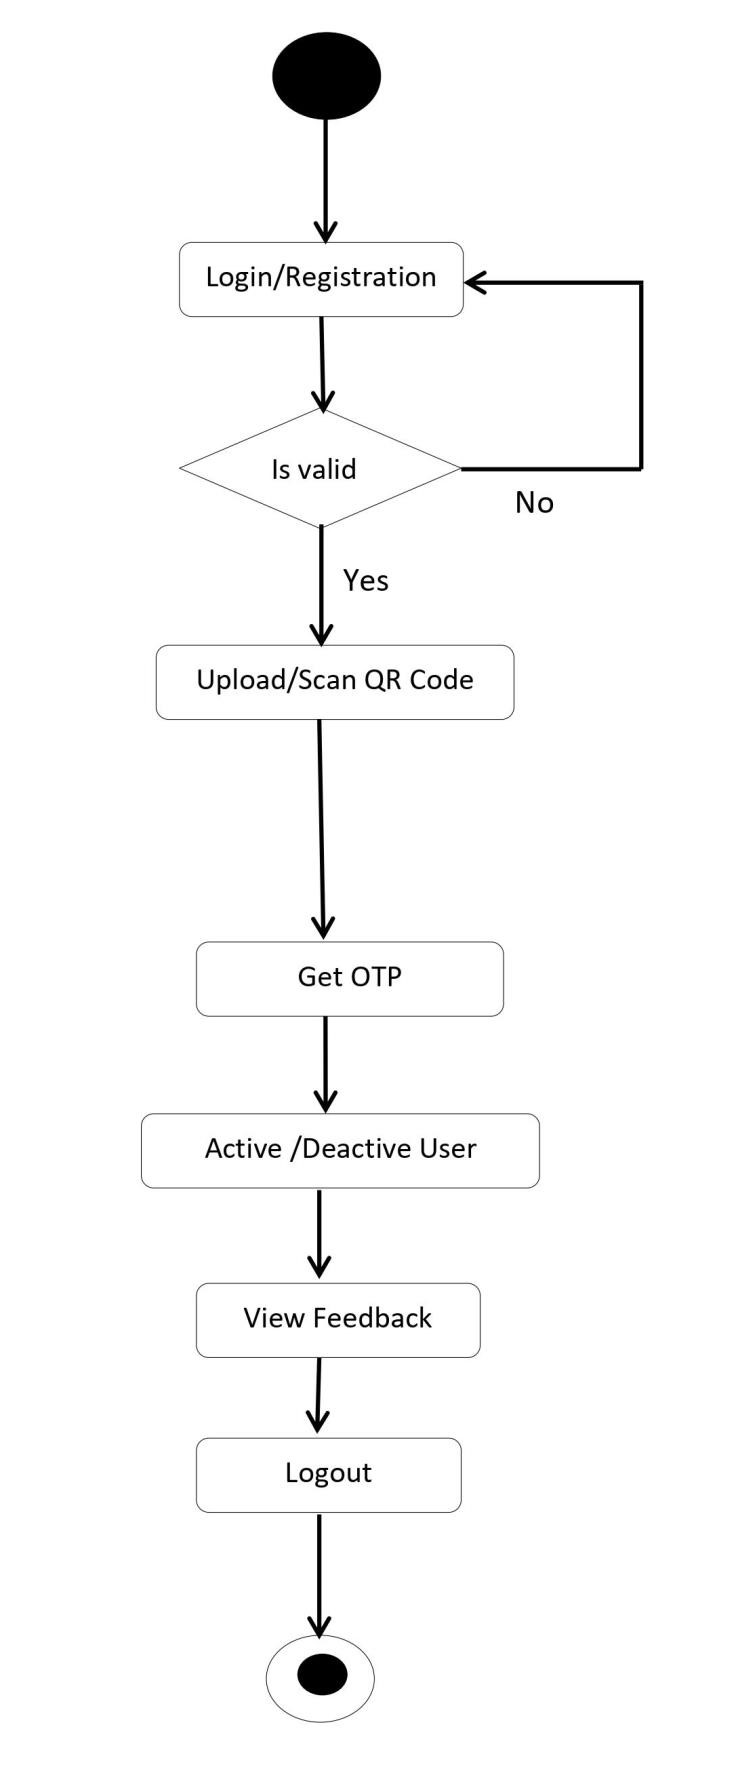 Login/Registration
Is valid
No
Yes
Upload/Scan QR Code
Get OTP
Active /Deactive User
View Feedback
Logout